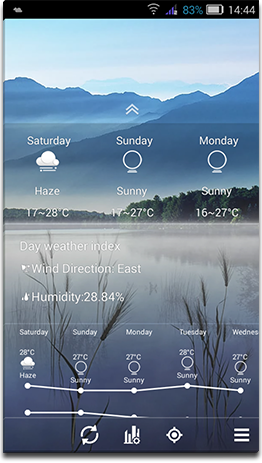 83% 14:44
Saturday Sunday Monday
Haze Sunny Sunny
17~28°C 17~27°C 16~27°C
Day weather index
Wind Direction: East
Humidity:28.84%
Saturday Sunday Monday Tuesday Wednes
28°C 27°C 27°C 28°C 27°C
Haze Sunny Sunny Sunny Sunny